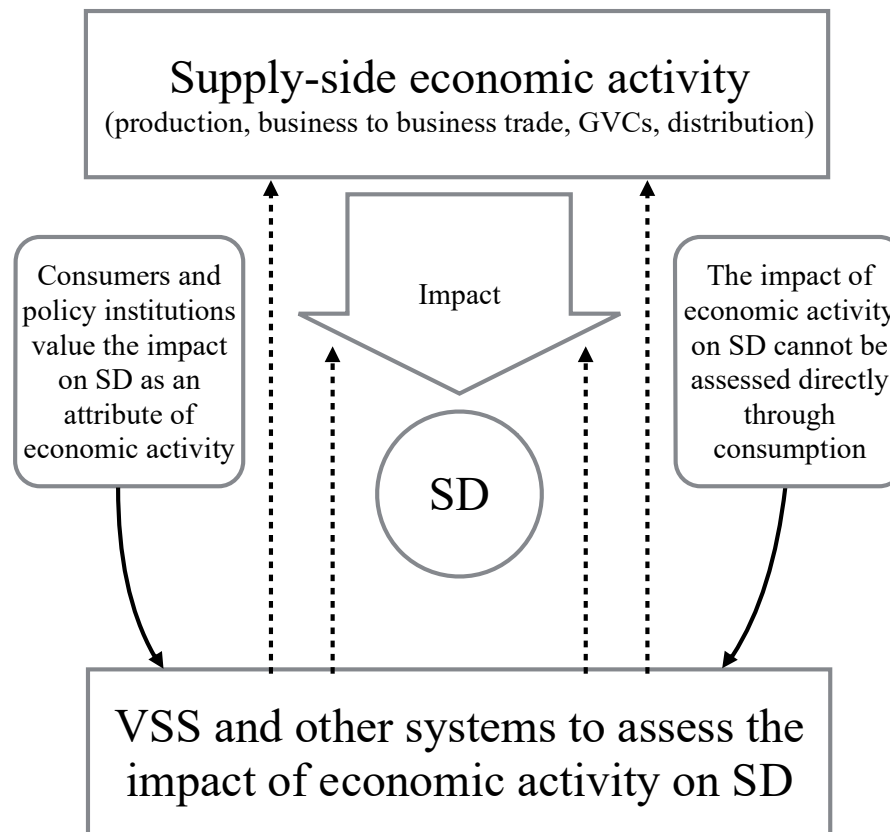 Supply-side economic activity
(production, business to business trade, GVCs, distribution)
Consumers and
policy institutions
value the impact
on SD as an
attribute of
economic activity
Impact
The impact of
economic activity
on SD cannot be
assessed directly
through
consumption
SD
VSS and other systems to assess the
impact of economic activity on SD